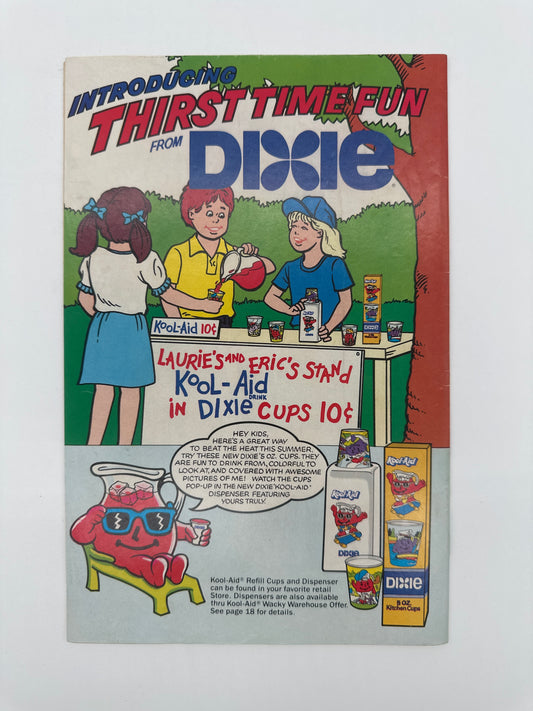 INTRODUCING
THIRST TIME FUN
FROM DIXIE®
KOOL-AiD 10¢
LAURIE'S AND ERIC'S STAND
KOOL-AiD DRINK
iN DIXIE CUPS 10¢
HEY KIDS,
HERE'S A GREAT WAY
TO BEAT THE HEAT THIS SUMMER.
TRY THESE NEW DIXIE® 5 OZ. CUPS. THEY
ARE FUN TO DRINK FROM, COLORFUL TO
LOOK AT, AND COVERED WITH AWESOME
PICTURES OF ME! WATCH THE CUPS
POP-UP IN THE NEW DIXIE® KOOL-AID®
DISPENSER FEATURING
YOURS TRULY.
Kool-Aid
DIXIE
Kool-Aid
DIXIE
5 OZ.
Kitchen Cups
Kool-Aid® Refill Cups and Dispenser
can be found in your favorite retail
Store. Dispensers are also available
thru Kool-Aid® Wacky Warehouse Offer.
See page 18 for details.